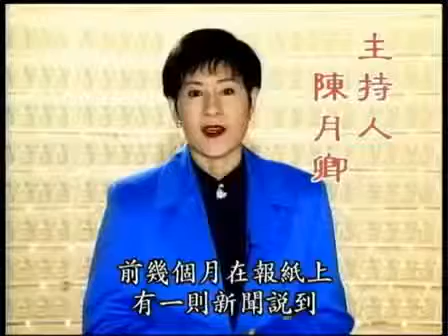 主持人
陳月卿
前幾個月在報紙上
有一則新聞說到